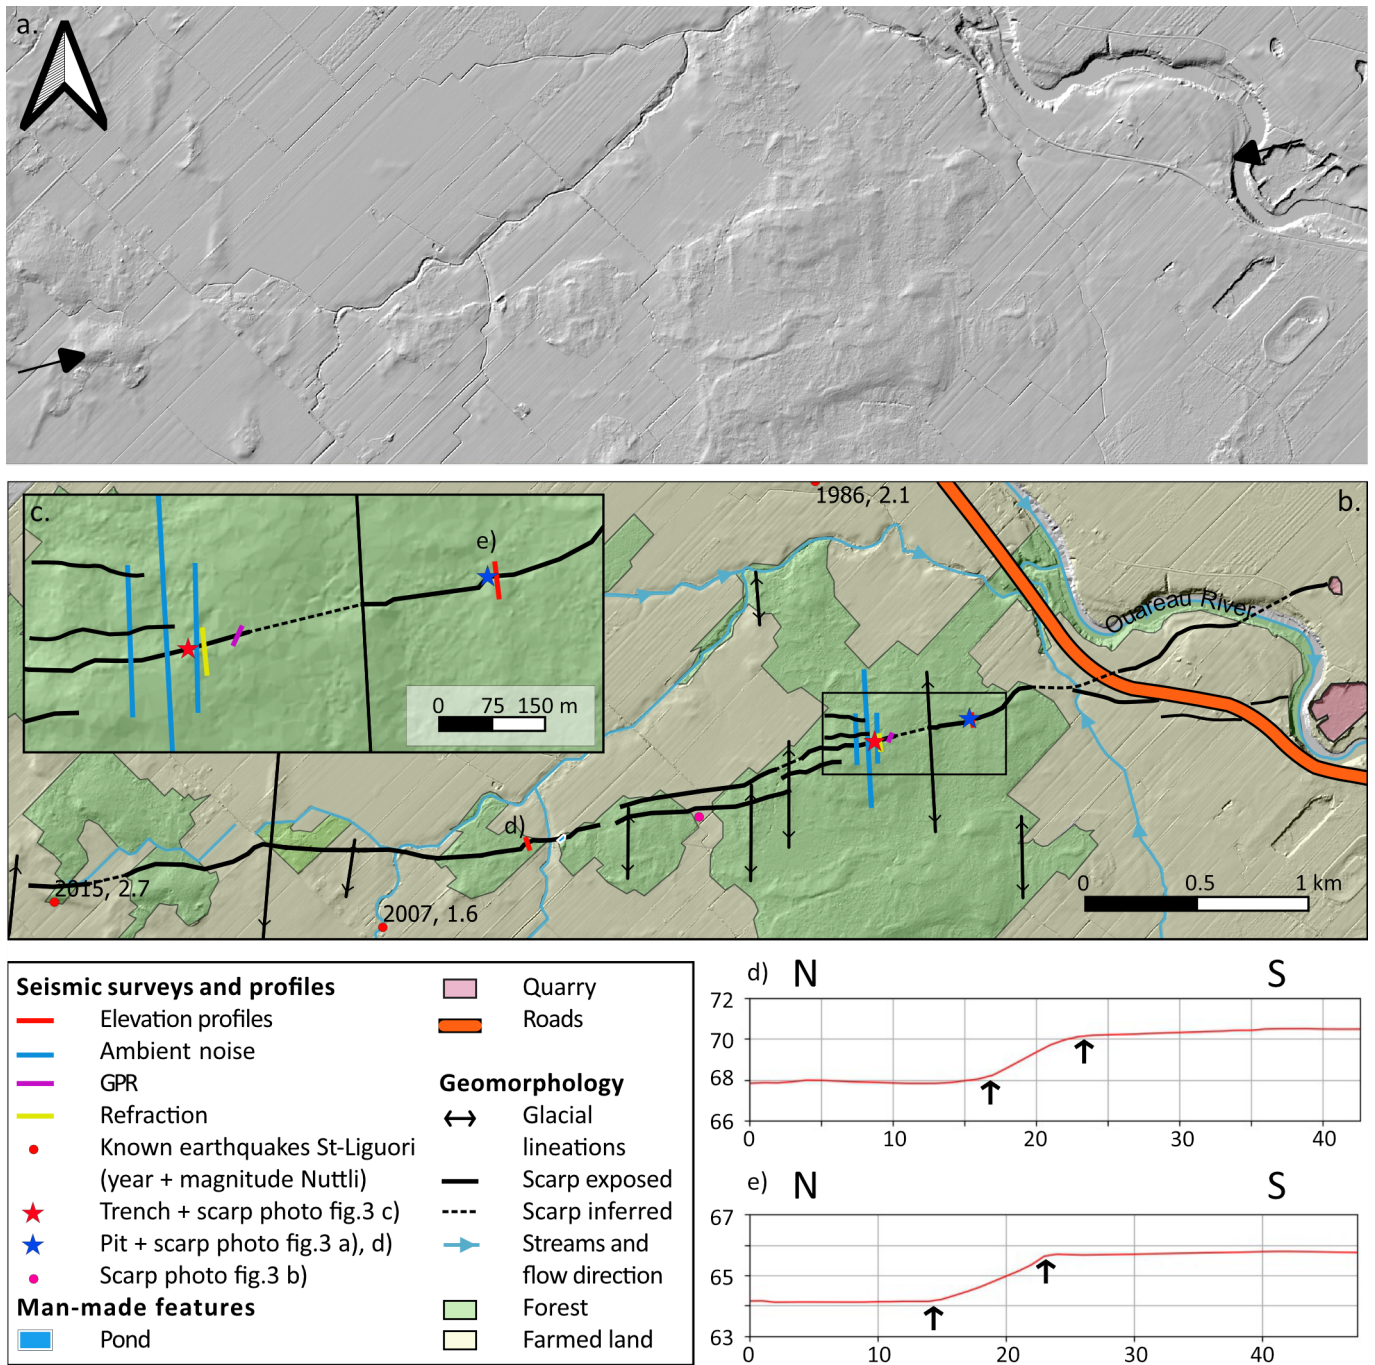 a.
b.
1986, 2.1
c.
e)
Ouareau River
0 75 150 m
d)
2015, 2.7
2007, 1.6
0 0.5 1 km
Seismic surveys and profiles
Elevation profiles
Ambient noise
GPR
Refraction
Known earthquakes St-Liguori
(year + magnitude Nuttli)
Trench + scarp photo fig.3 c)
Pit + scarp photo fig.3 a), d)
Scarp photo fig.3 b)
Man-made features
Pond
Quarry
Roads
Geomorphology
Glacial
lineations
Scarp exposed
Scarp inferred
Streams and
flow direction
Forest
Farmed land
d) N S
72
70
68
66
0 10 20 30 40
e) N S
67
65
63
0 10 20 30 40